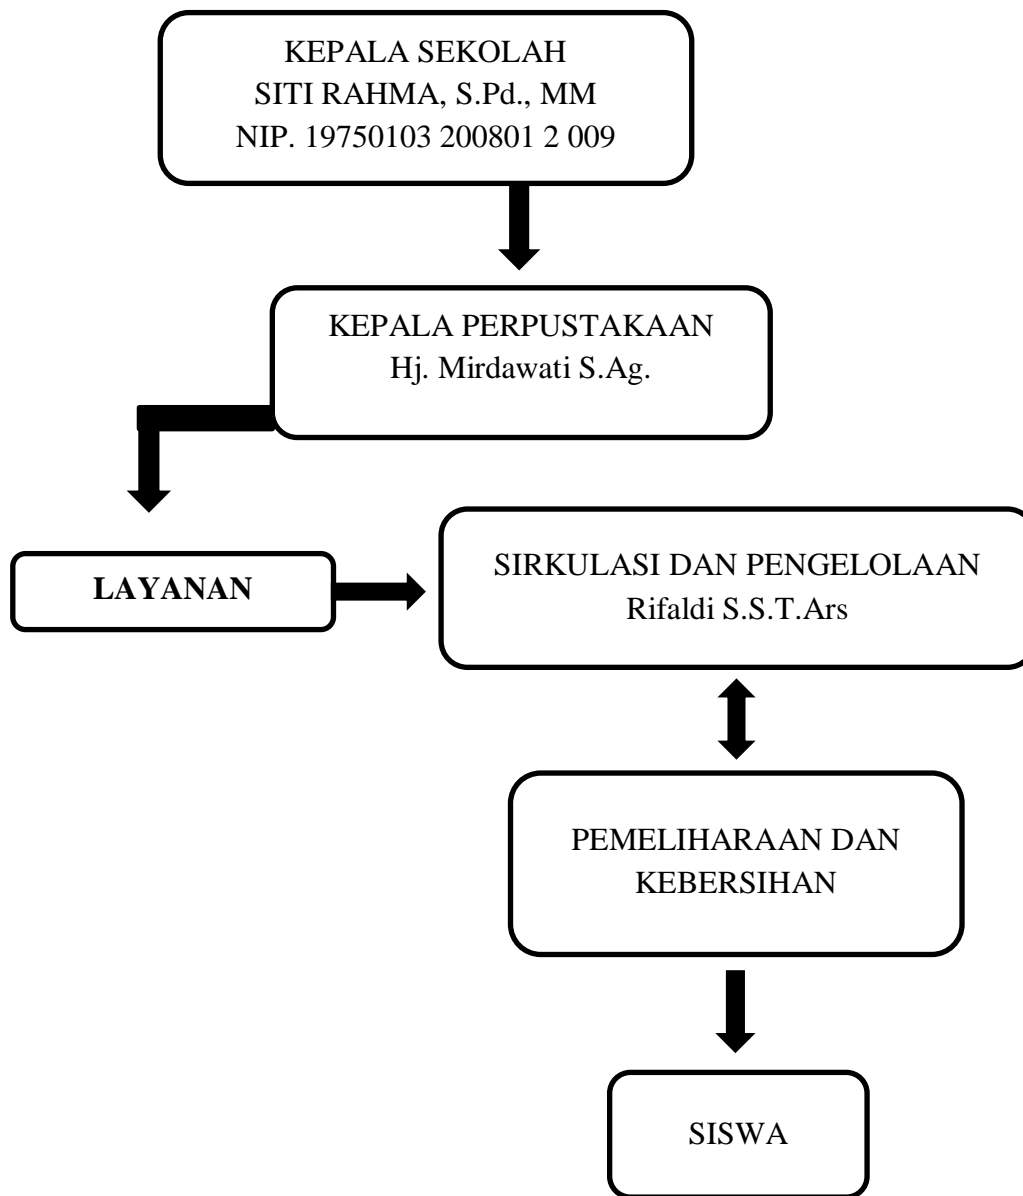 KEPALA SEKOLAH
SITI RAHMA, S.Pd., MM
NIP. 19750103 200801 2 009
KEPALA PERPUSTAKAAN
Hj. Mirdawati S.Ag.
LAYANAN
SIRKULASI DAN PENGELOLAAN
Rifaldi S.S.T.Ars
PEMELIHARAAN DAN
KEBERSIHAN
SISWA